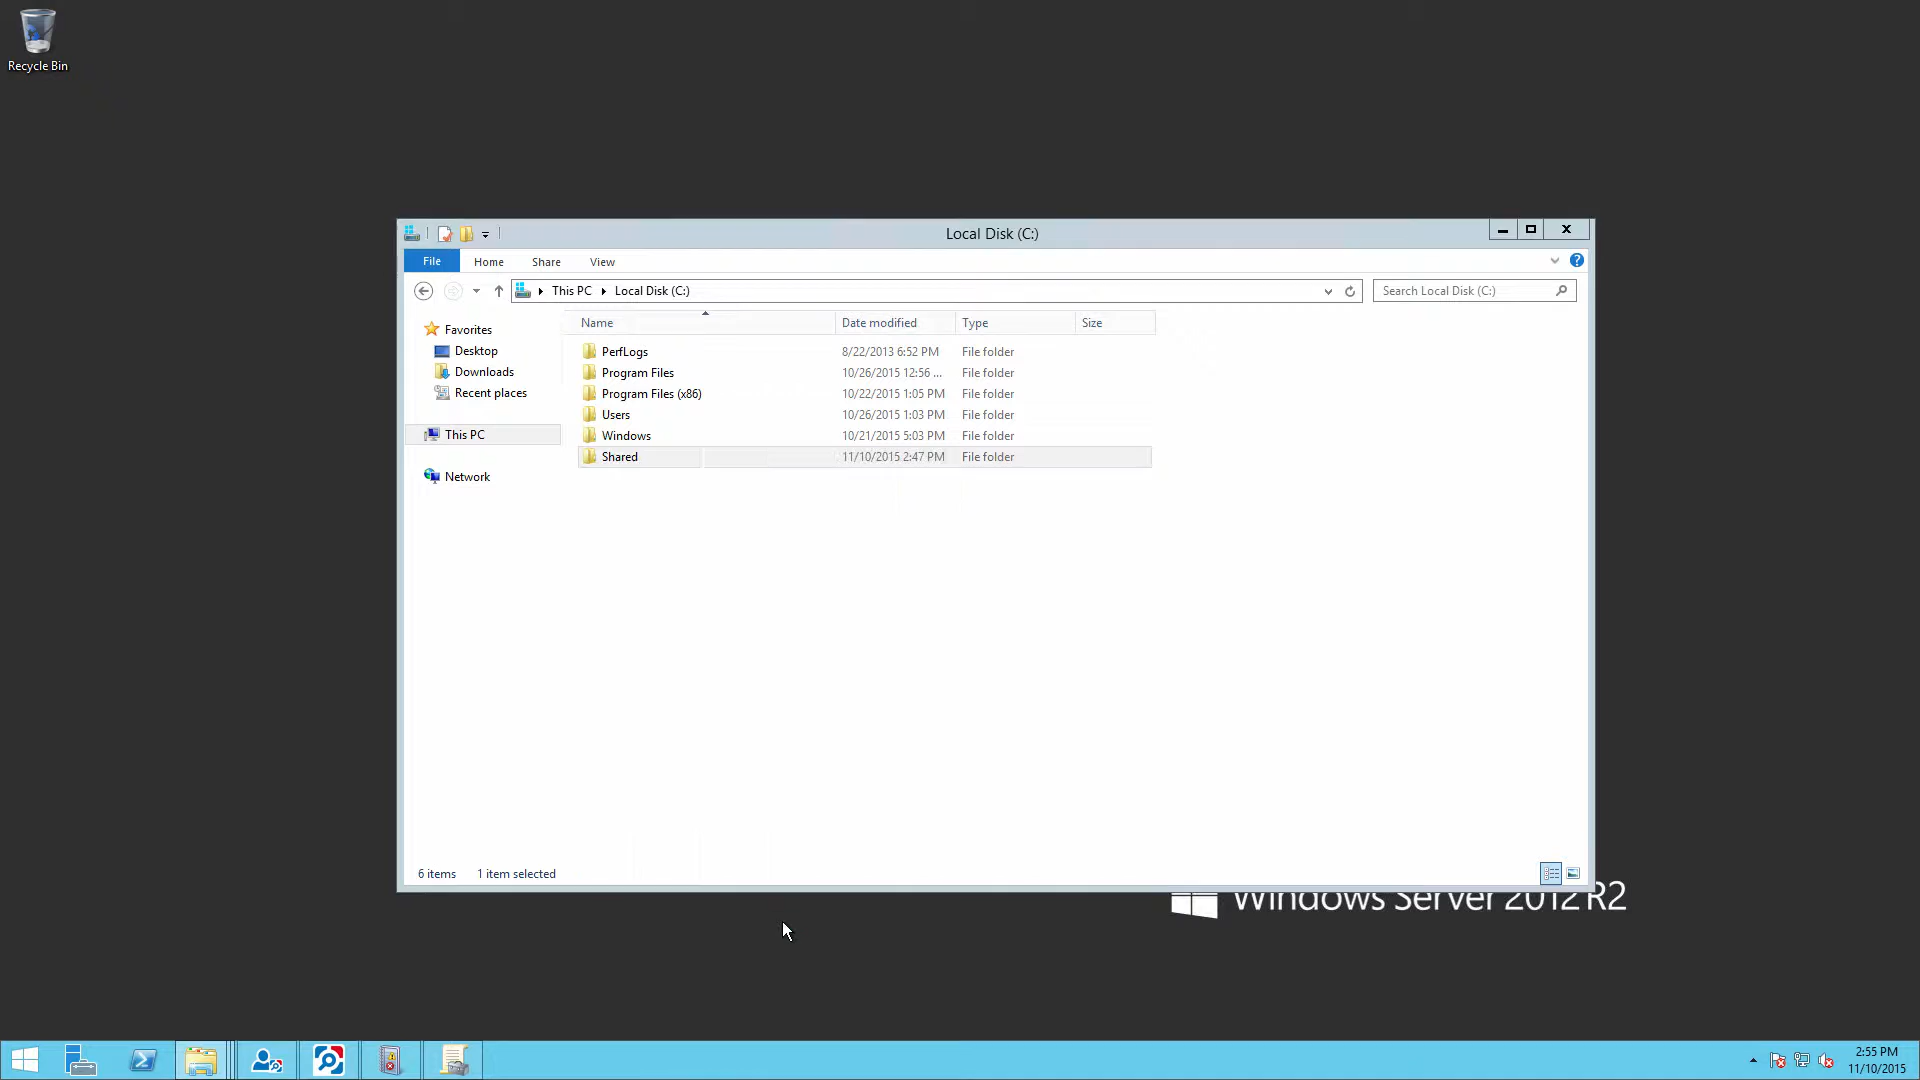 Recycle Bin
Local Disk (C:)
File Home Share View
This PC Local Disk (C:)
Search Local Disk (C:)
Name Date modified Type Size
Favorites
Desktop
Downloads
Recent places
This PC
Network
PerfLogs 8/22/2013 6:52 PM File folder
Program Files 10/26/2015 12:56 ... File folder
Program Files (x86) 10/22/2015 1:05 PM File folder
Users 10/26/2015 1:03 PM File folder
Windows 10/21/2015 5:03 PM File folder
Shared 11/10/2015 2:47 PM File folder
6 items 1 item selected
Windows Server 2012 R2
2:55 PM
11/10/2015